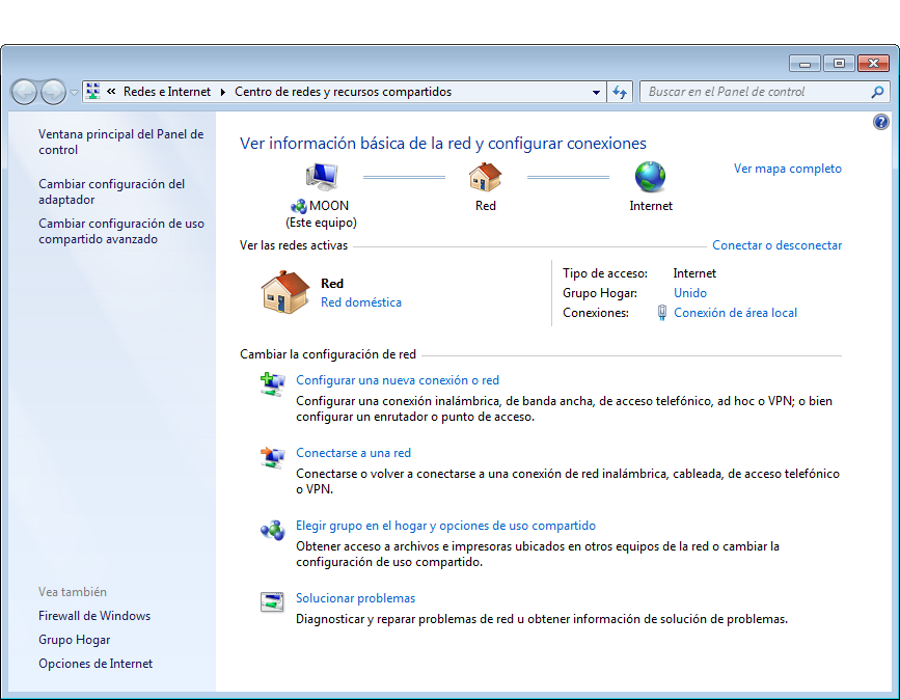 « Redes e Internet ▸ Centro de redes y recursos compartidos
Buscar en el Panel de control
Ventana principal del Panel de
control
Cambiar configuración del
adaptador
Cambiar configuración de uso
compartido avanzado
Vea también
Firewall de Windows
Grupo Hogar
Opciones de Internet
Ver información básica de la red y configurar conexiones
Ver mapa completo
MOON
(Este equipo)
Red
Internet
Ver las redes activas
Conectar o desconectar
Red
Red doméstica
Tipo de acceso: Internet
Grupo Hogar: Unido
Conexiones: Conexión de área local
Cambiar la configuración de red
Configurar una nueva conexión o red
Configurar una conexión inalámbrica, de banda ancha, de acceso telefónico, ad hoc o VPN; o bien
configurar un enrutador o punto de acceso.
Conectarse a una red
Conectarse o volver a conectarse a una conexión de red inalámbrica, cableada, de acceso telefónico
o VPN.
Elegir grupo en el hogar y opciones de uso compartido
Obtener acceso a archivos e impresoras ubicados en otros equipos de la red o cambiar la
configuración de uso compartido.
Solucionar problemas
Diagnosticar y reparar problemas de red u obtener información de solución de problemas.